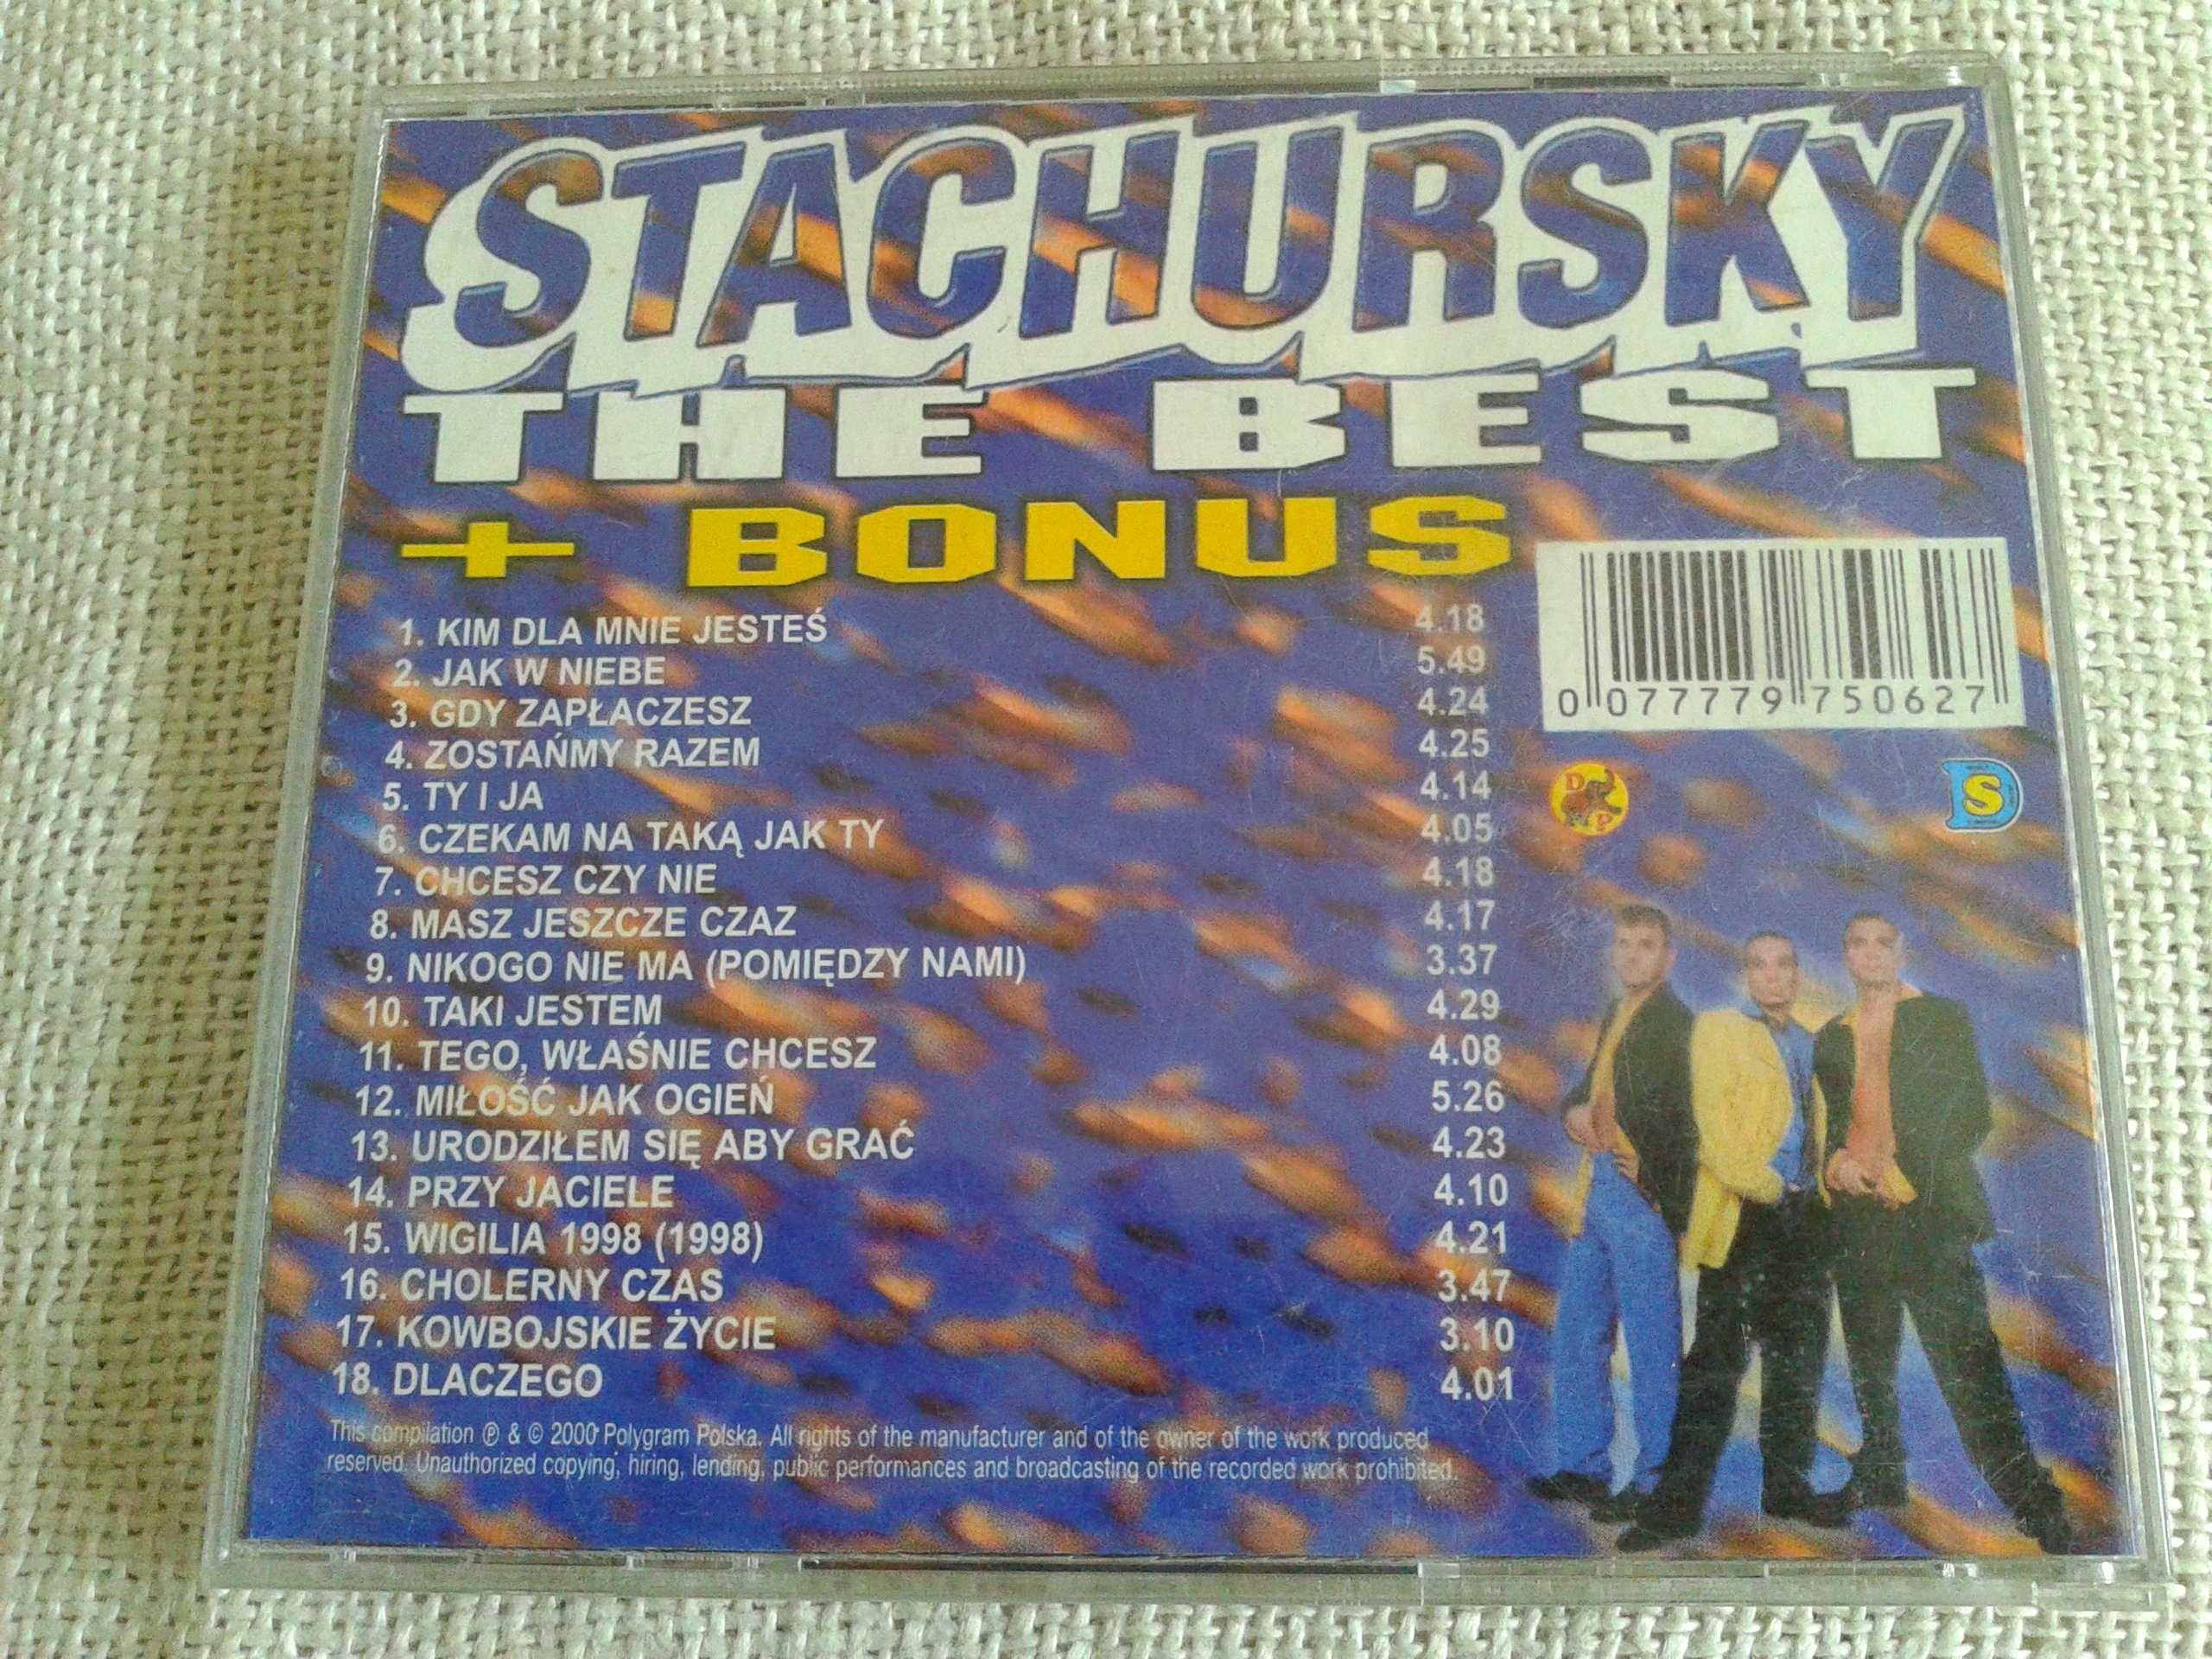 STACHURSKY
THE BEST
+ BONUS
1. KIM DLA MNIE JESTEŚ 4.18
2. JAK W NIEBE 5.49
3. GDY ZAPŁACZESZ 4.24
4. ZOSTAŃMY RAZEM 4.25
5. TY I JA 4.14
6. CZEKAM NA TAKĄ JAK TY 4.05
7. CHCESZ CZY NIE 4.18
8. MASZ JESZCZE CZAZ 4.17
9. NIKOGO NIE MA (POMIĘDZY NAMI) 3.37
10. TAKI JESTEM 4.29
11. TEGO, WŁAŚNIE CHCESZ 4.08
12. MIŁOŚĆ JAK OGIEŃ 5.26
13. URODZIŁEM SIĘ ABY GRAĆ 4.23
14. PRZY JACIELE 4.10
15. WIGILIA 1998 (1998) 4.21
16. CHOLERNY CZAS 3.47
17. KOWBOJSKIE ŻYCIE 3.10
18. DLACZEGO 4.01
This compilation ℗ & © 2000 Polygram Polska. All rights of the manufacturer and of the owner of the work produced
reserved. Unauthorized copying, hiring, lending, public performances and broadcasting of the recorded work prohibited.
0 077779 750627
D P
DS